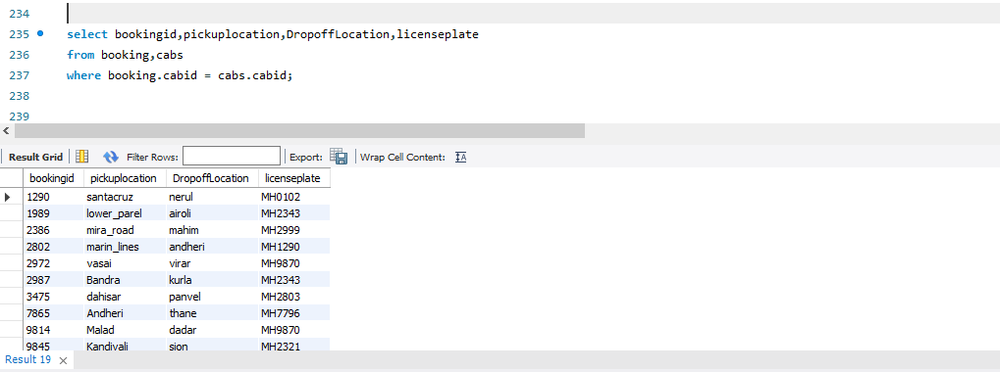 234
235 select bookingid,pickuplocation,DropoffLocation,licenseplate
236 from booking,cabs
237 where booking.cabid = cabs.cabid;
238
239
Result Grid Filter Rows: Export: Wrap Cell Content: IA
bookingid pickuplocation DropoffLocation licenseplate
1290 santacruz nerul MH0102
1989 lower_parel airoli MH2343
2386 mira_road mahim MH2999
2802 marin_lines andheri MH1290
2972 vasai virar MH9870
2987 Bandra kurla MH2343
3475 dahisar panvel MH2803
7865 Andheri thane MH7796
9814 Malad dadar MH9870
9845 Kandivali sion MH2321
Result 19